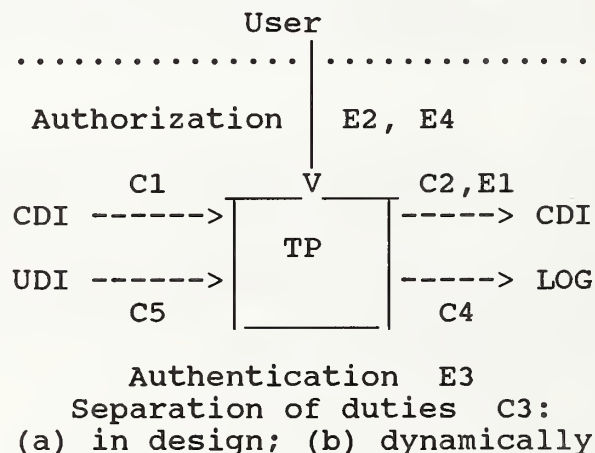 User
Authorization E2, E4
C1 V C2,E1
CDI ------> ------> CDI
TP
UDI ------> -----> LOG
C5 C4
Authentication E3
Separation of duties C3:
(a) in design; (b) dynamically